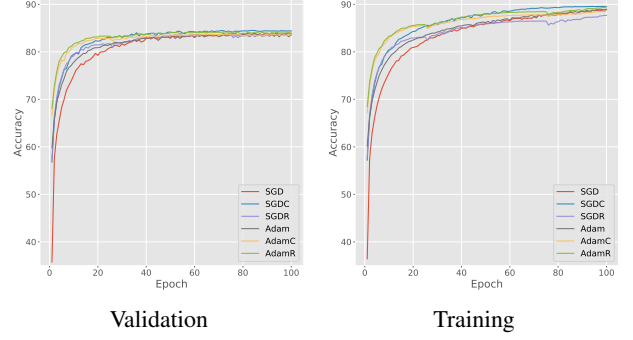 90
80
70
60
50
40
Accuracy
0 20 40 60 80 100
Epoch
SGD
SGDC
SGDR
Adam
AdamC
AdamR
Validation
90
80
70
60
50
40
Accuracy
0 20 40 60 80 100
Epoch
SGD
SGDC
SGDR
Adam
AdamC
AdamR
Training